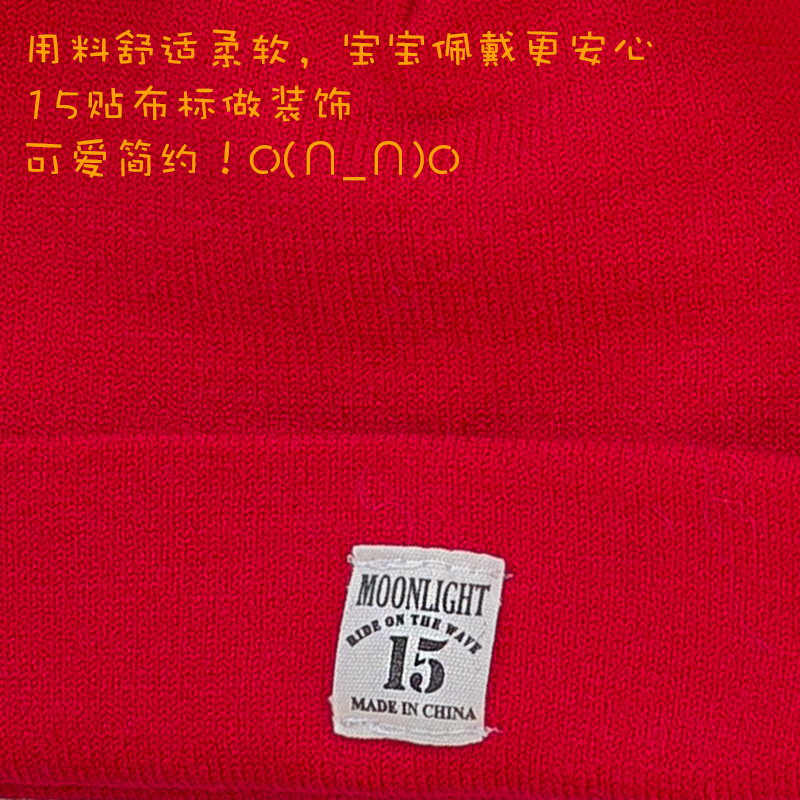 用料舒适柔软，宝宝佩戴更安心
15贴布标做装饰
可爱简约！O(∩_∩)O
MOONLIGHT
RIDE ON THE WAVE
15
MADE IN CHINA